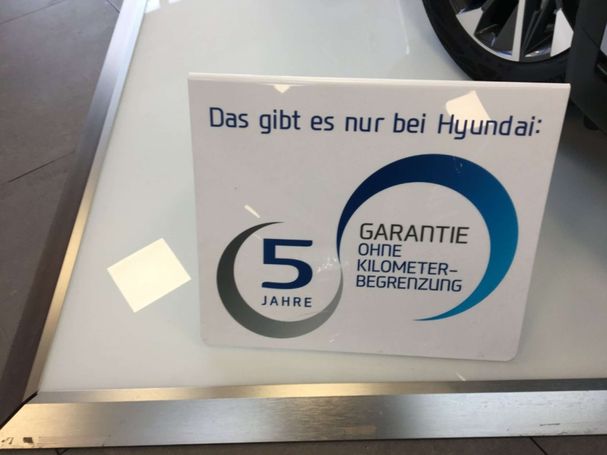 Das gibt es nur bei Hyundai:
5
JAHRE
GARANTIE
OHNE
KILOMETER-
BEGRENZUNG